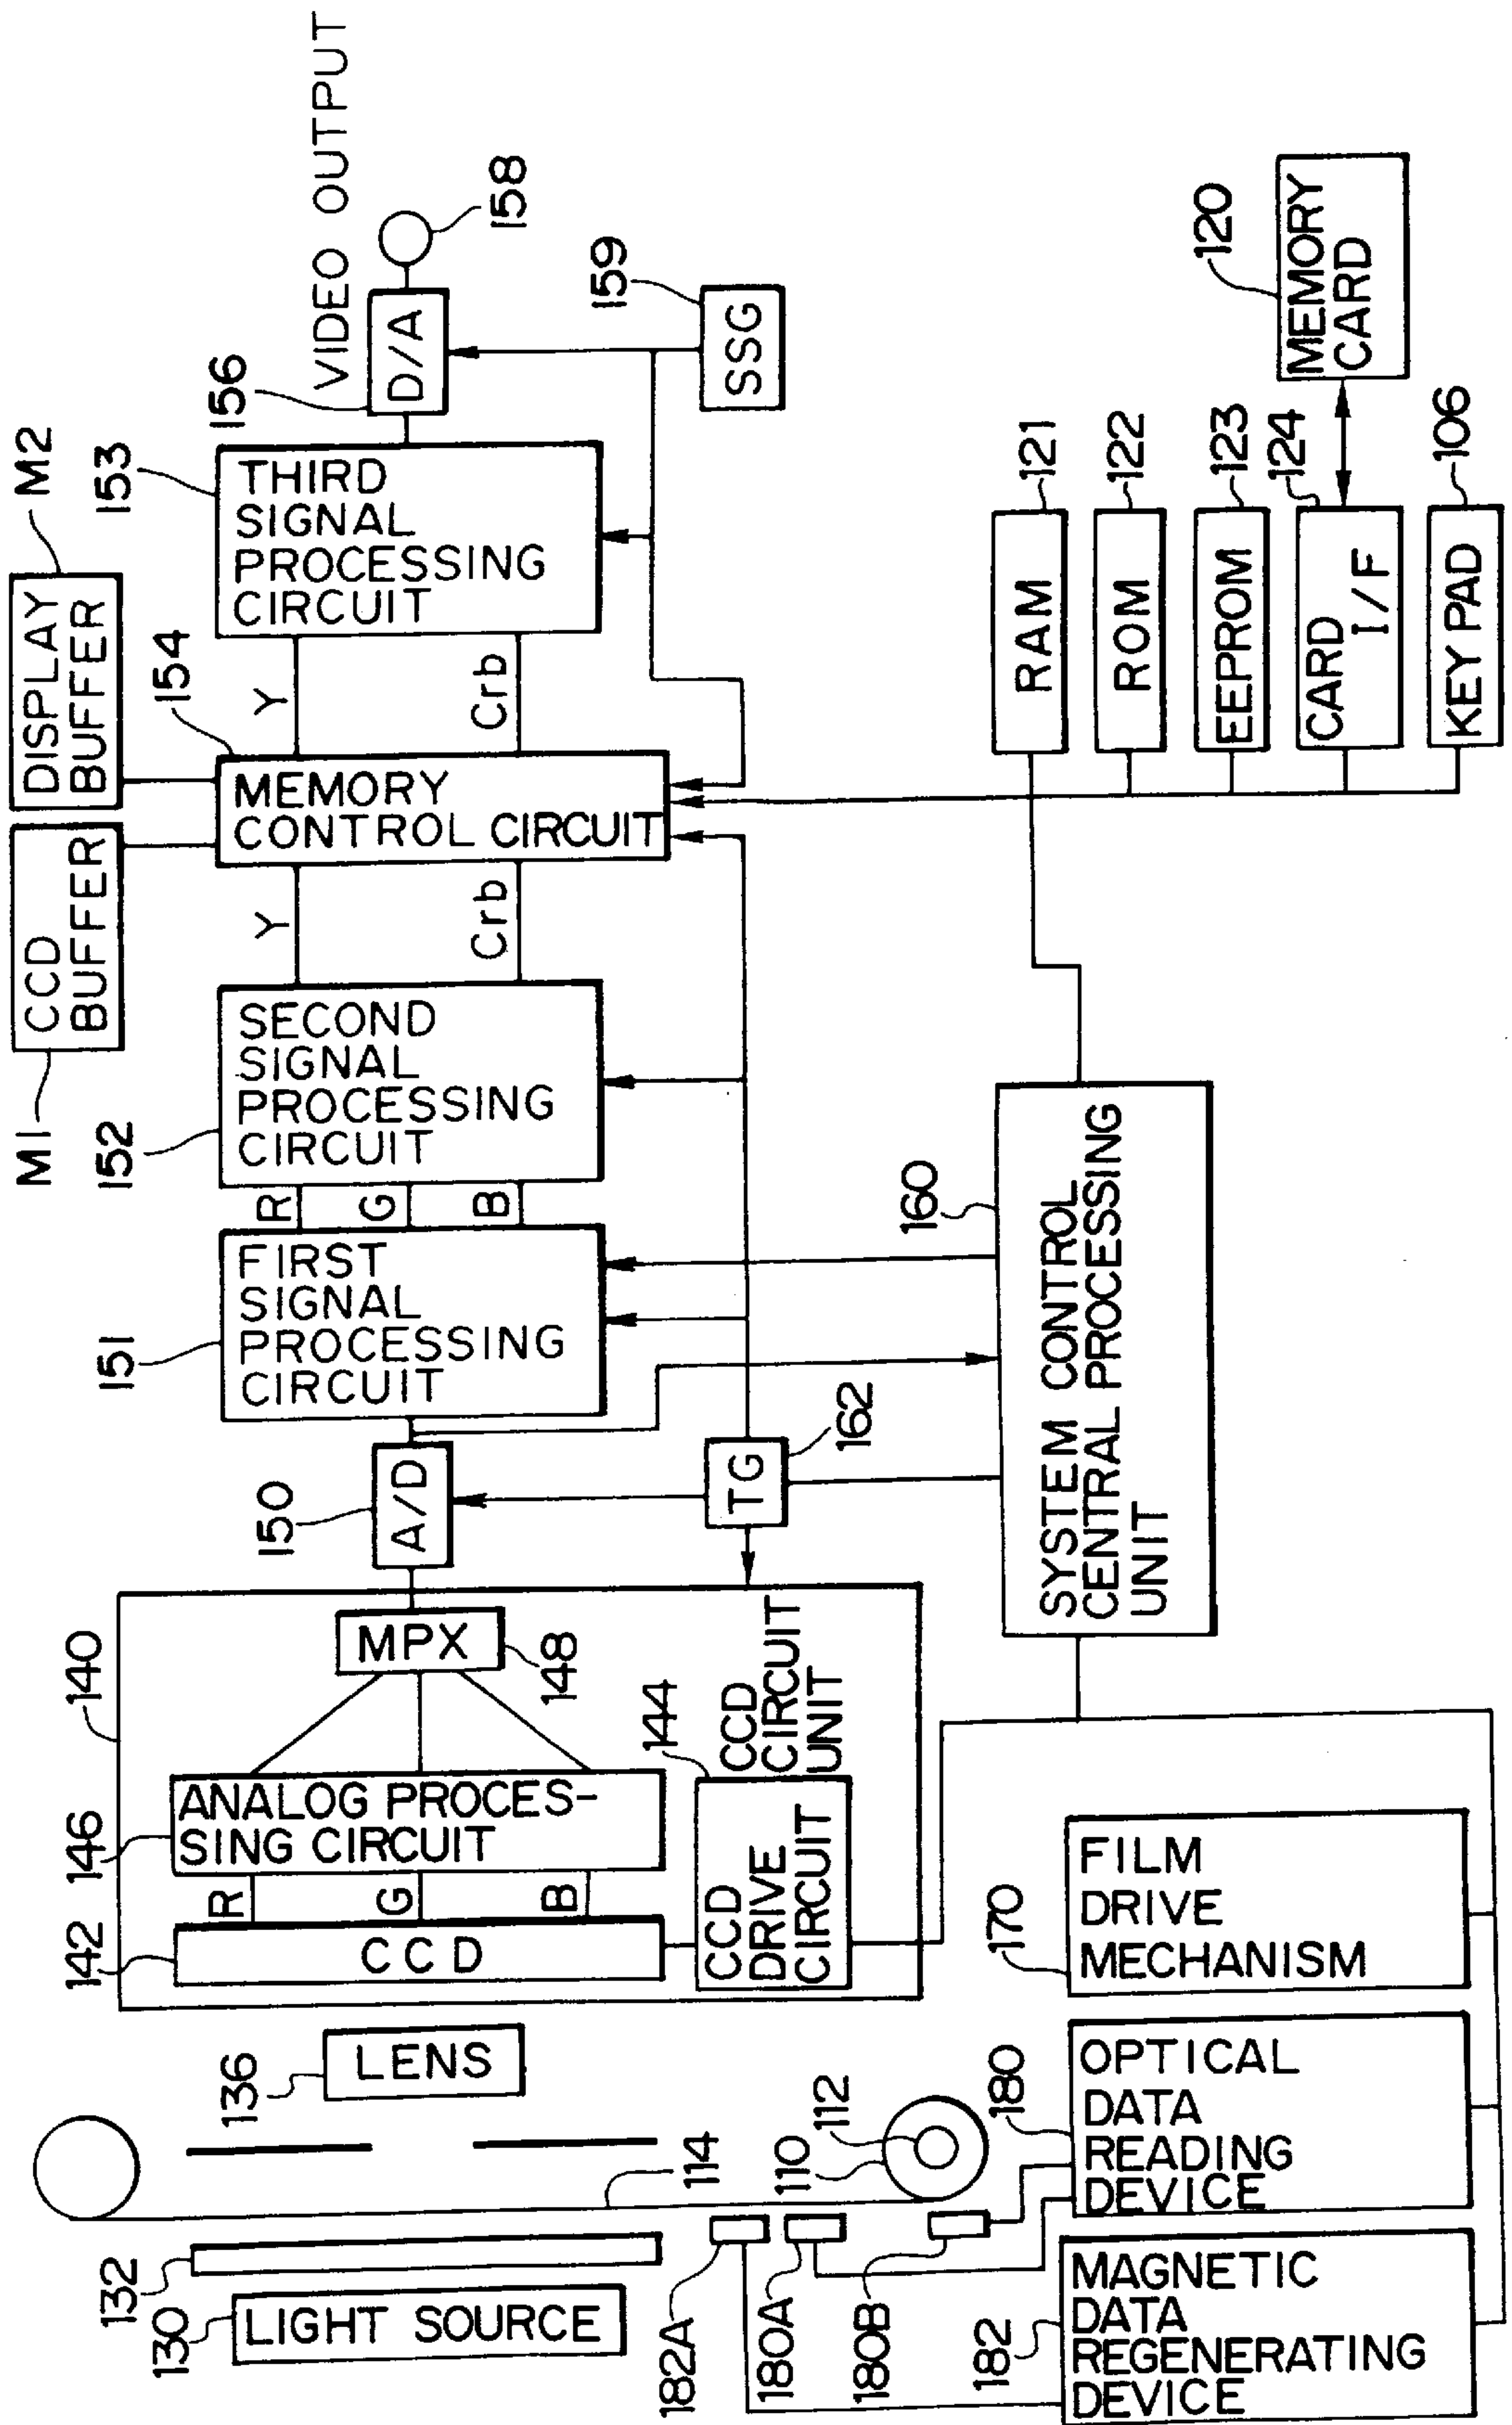 VIDEO OUTPUT
M1
CCD
BUFFER
DISPLAY
BUFFER
M2
140
142
146
ANALOG PROCES-
SING CIRCUIT
R
G
B
CCD
MPX
148
144
CCD
DRIVE
CIRCUIT
CCD
CIRCUIT
UNIT
150
A/D
151
FIRST
SIGNAL
PROCESSING
CIRCUIT
R
G
B
152
SECOND
SIGNAL
PROCESSING
CIRCUIT
Y
Crb
154
MEMORY
CONTROL CIRCUIT
Y
Crb
153
THIRD
SIGNAL
PROCESSING
CIRCUIT
156
D/A
158
159
SSG
TG
162
132
130
LIGHT SOURCE
136
LENS
114
110
112
182A
180A
180B
182
MAGNETIC
DATA
REGENERATING
DEVICE
180
OPTICAL
DATA
READING
DEVICE
170
FILM
DRIVE
MECHANISM
160
SYSTEM CONTROL
CENTRAL PROCESSING
UNIT
RAM
121
ROM
122
EEPROM
123
CARD
I/F
124
KEY PAD
106
120
MEMORY
CARD